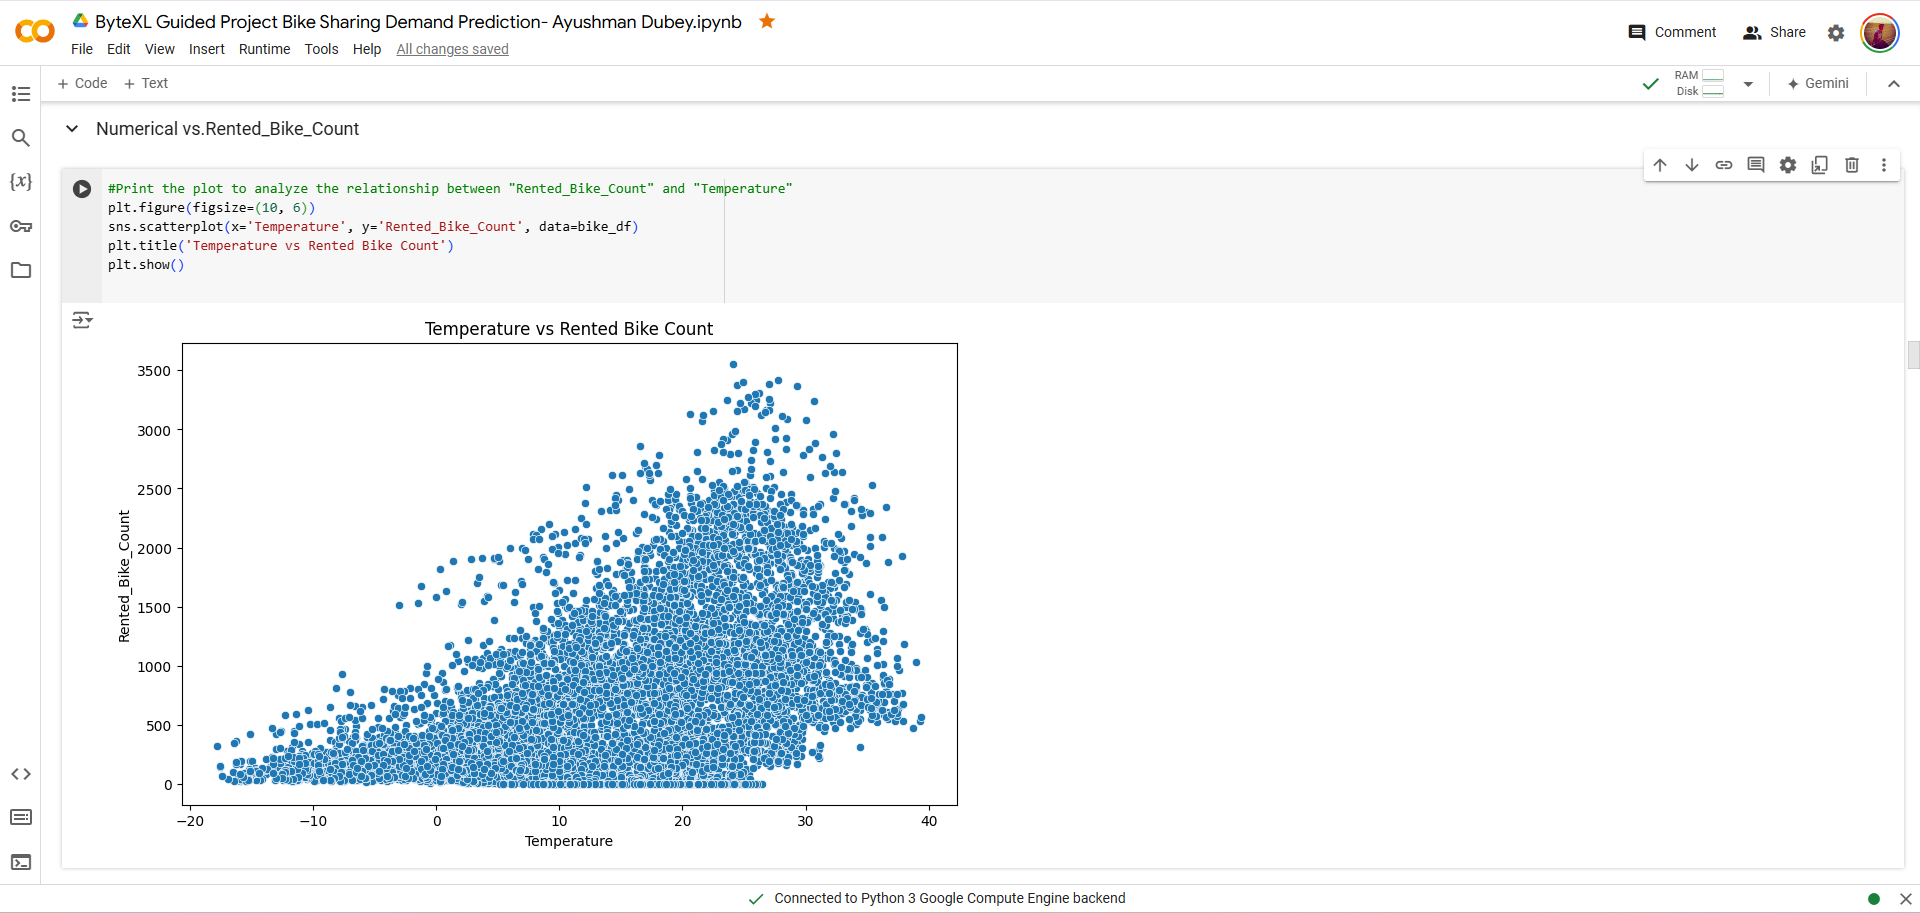 ByteXL Guided Project Bike Sharing Demand Prediction- Ayushman Dubey.ipynb
Comment
Share
File Edit View Insert Runtime Tools Help All changes saved
+ Code + Text
RAM
Disk
Gemini
Numerical vs.Rented_Bike_Count
{x}
#Print the plot to analyze the relationship between "Rented_Bike_Count" and "Temperature"
plt.figure(figsize=(10, 6))
sns.scatterplot(x='Temperature', y='Rented_Bike_Count', data=bike_df)
plt.title('Temperature vs Rented Bike Count')
plt.show()
Temperature vs Rented Bike Count
3500
3000
2500
2000
1500
1000
500
0
Rented_Bike_Count
−20 −10 0 10 20 30 40
Temperature
Connected to Python 3 Google Compute Engine backend